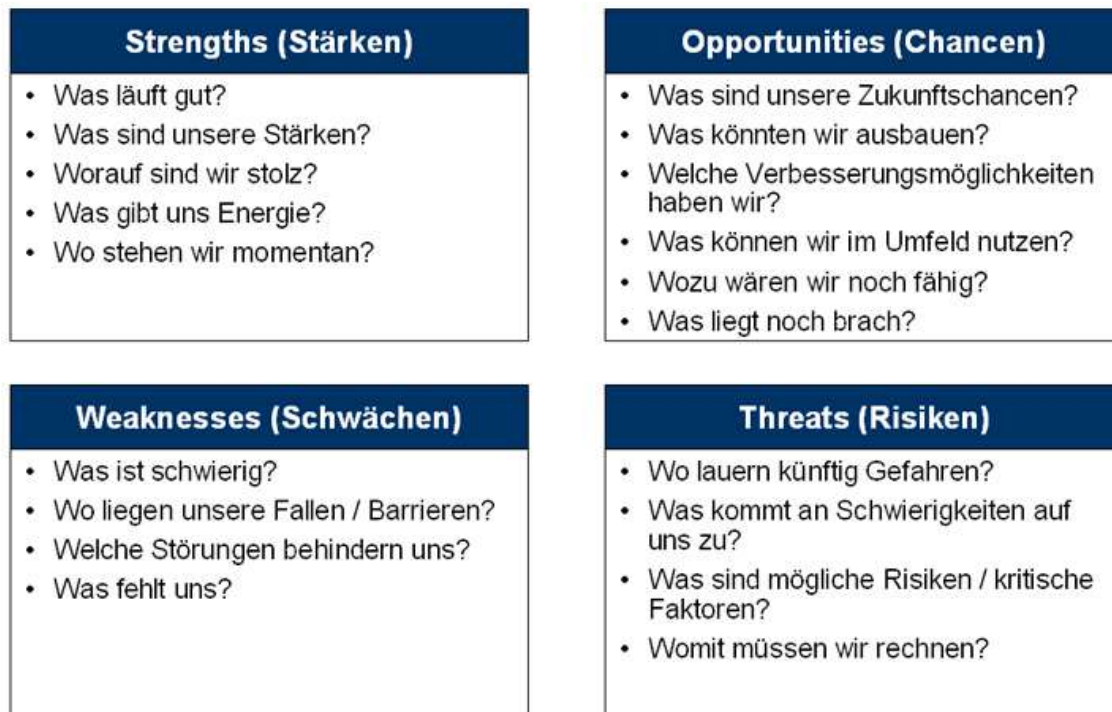 Strengths (Stärken)
• Was läuft gut?
• Was sind unsere Stärken?
• Worauf sind wir stolz?
• Was gibt uns Energie?
• Wo stehen wir momentan?
Opportunities (Chancen)
• Was sind unsere Zukunftschancen?
• Was könnten wir ausbauen?
• Welche Verbesserungsmöglichkeiten
haben wir?
• Was können wir im Umfeld nutzen?
• Wozu wären wir noch fähig?
• Was liegt noch brach?
Weaknesses (Schwächen)
• Was ist schwierig?
• Wo liegen unsere Fallen / Barrieren?
• Welche Störungen behindern uns?
• Was fehlt uns?
Threats (Risiken)
• Wo lauern künftig Gefahren?
• Was kommt an Schwierigkeiten auf
uns zu?
• Was sind mögliche Risiken / kritische
Faktoren?
• Womit müssen wir rechnen?